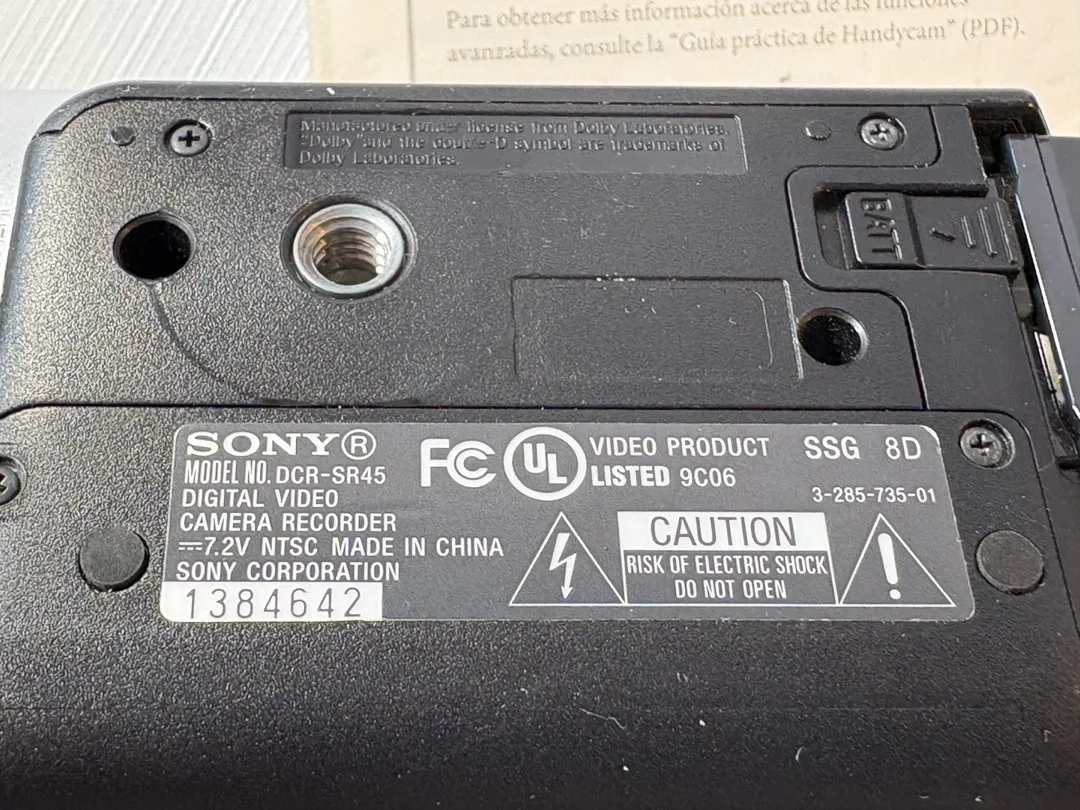 Para obtener más información acerca de las funciones
avanzadas, consulte la "Guía práctica de Handycam" (PDF).
Manufactured under license from Dolby Laboratories.
"Dolby" and the double-D symbol are trademarks of
Dolby Laboratories.
BATT
SONY®
MODEL NO. DCR-SR45
DIGITAL VIDEO
CAMERA RECORDER
⎓7.2V NTSC MADE IN CHINA
SONY CORPORATION
1384642
FC
UL
VIDEO PRODUCT
LISTED 9C06
SSG 8D
3-285-735-01
CAUTION
RISK OF ELECTRIC SHOCK
DO NOT OPEN